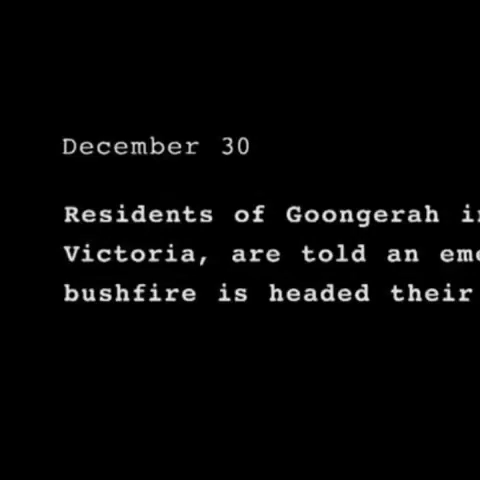 December 30
Residents of Goongerah
Victoria, are told an
bushfire is headed their